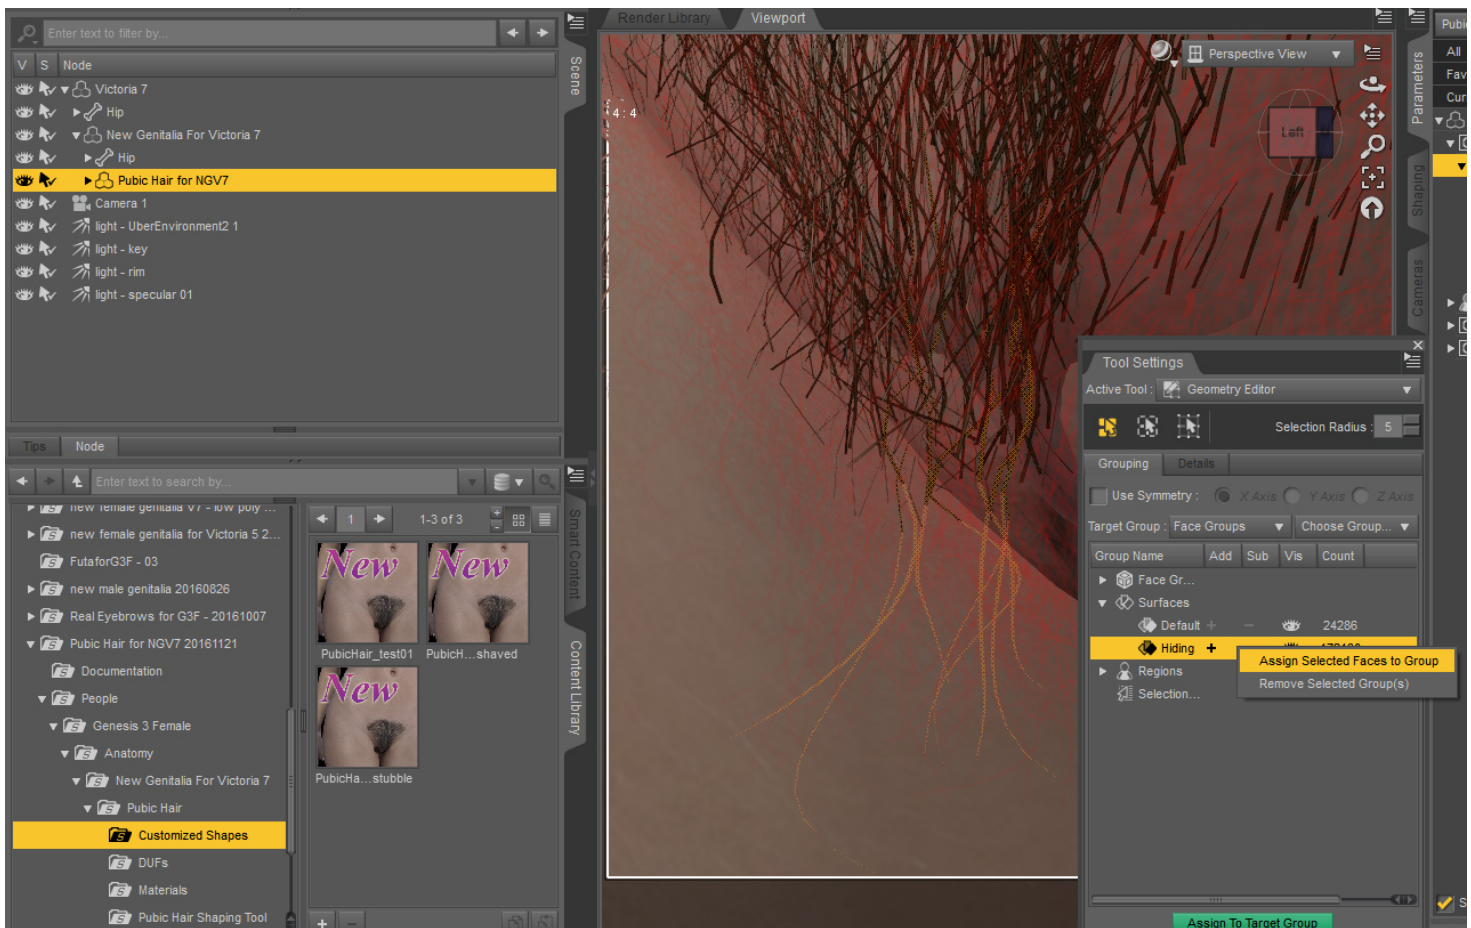 Enter text to filter by...
V S Node
Victoria 7
Hip
New Genitalia For Victoria 7
Hip
Pubic Hair for NGV7
Camera 1
light - UberEnvironment2 1
light - key
light - rim
light - specular 01
Scene
Tips Node
Enter text to search by...
new female genitalia V7 - low poly ...
new female genitalia for Victoria 5 2...
FutaforG3F - 03
new male genitalia 20160826
Real Eyebrows for G3F - 20161007
Pubic Hair for NGV7 20161121
Documentation
People
Genesis 3 Female
Anatomy
New Genitalia For Victoria 7
Pubic Hair
Customized Shapes
DUFs
Materials
Pubic Hair Shaping Tool
1 1-3 of 3
New
PubicHair_test01
New
PubicH...shaved
New
PubicHa...stubble
Smart Content
Content Library
Render Library Viewport
4 : 4
Perspective View
Left
Parameters
Shaping
Cameras
Tool Settings
Active Tool : Geometry Editor
Selection Radius : 5
Grouping Details
Use Symmetry : X Axis Y Axis Z Axis
Target Group : Face Groups Choose Group...
Group Name Add Sub Vis Count
Face Gr...
Surfaces
Default + − 24286
Hiding +
Assign Selected Faces to Group
Remove Selected Group(s)
Regions
Selection...
Assign To Target Group
Pubi
All
Fav
Cur
S